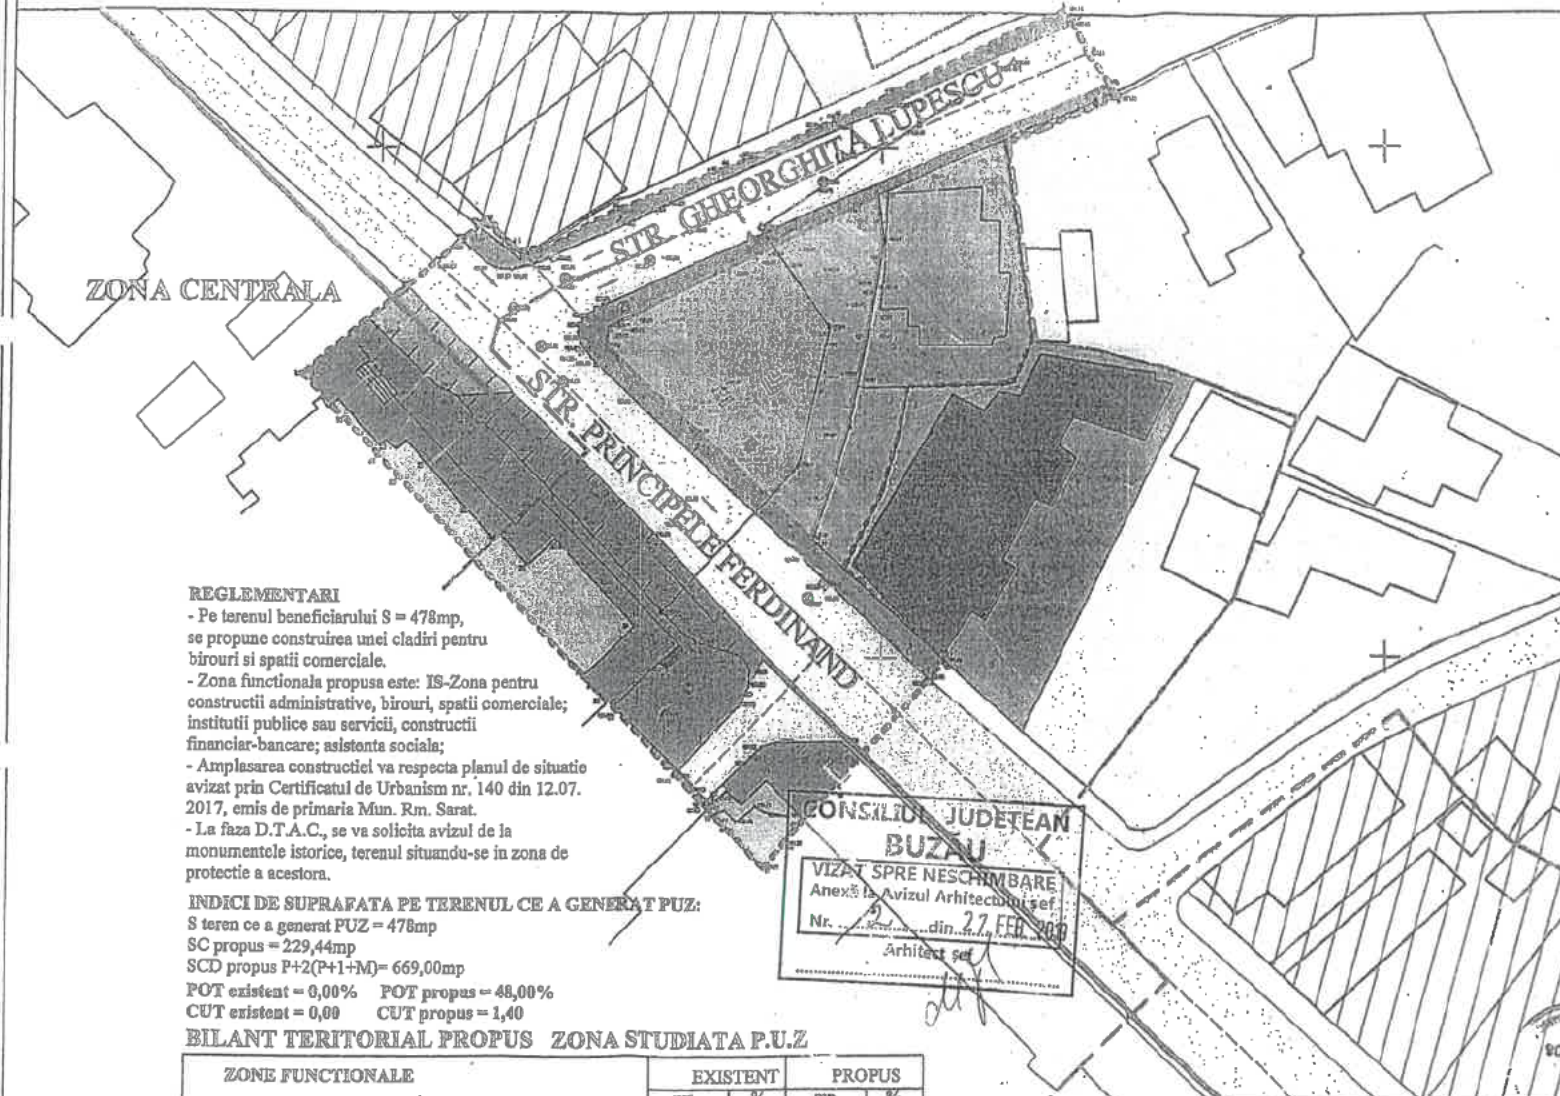 STR. GHEORGHITA LUPESCU
ZONA CENTRALA
STR. PRINCIPELE FERDINAND
REGLEMENTARI
- Pe terenul beneficiarului S = 478mp,
se propune construirea unei cladiri pentru
birouri si spatii comerciale.
- Zona functionala propusa este: IS-Zona pentru
constructii administrative, birouri, spatii comerciale;
institutii publice sau servicii, constructii
financiar-bancare; asistenta sociala;
- Amplasarea constructiei va respecta planul de situatie
avizat prin Certificatul de Urbanism nr. 140 din 12.07.
2017, emis de primaria Mun. Rm. Sarat.
- La faza D.T.A.C., se va solicita avizul de la
monumentele istorice, terenul situandu-se in zona de
protectie a acestora.
INDICI DE SUPRAFATA PE TERENUL CE A GENERAT PUZ:
S teren ce a generat PUZ = 478mp
SC propus = 229,44mp
SCD propus P+2(P+1+M)= 669,00mp
POT existent = 0,00% POT propus = 48,00%
CUT existent = 0,00 CUT propus = 1,40
BILANT TERITORIAL PROPUS ZONA STUDIATA P.U.Z
ZONE FUNCTIONALE EXISTENT PROPUS
CONSILIUL JUDEȚEAN
BUZĂU
VIZAT SPRE NESCHIMBARE
Anexă la Avizul Arhitectului șef
Nr. 2 din 27. FEB.
Arhitect șef